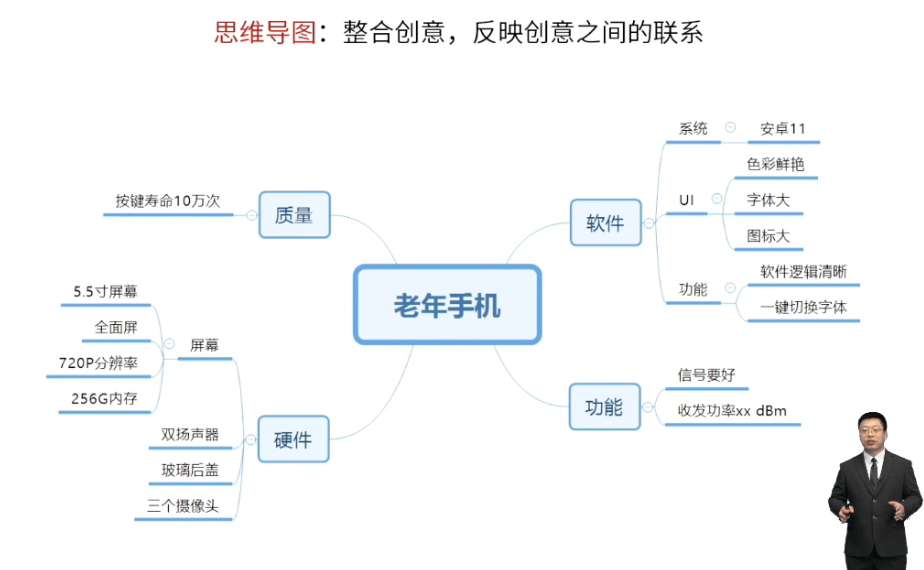 思维导图：整合创意，反映创意之间的联系
系统
安卓11
色彩鲜艳
UI
字体大
图标大
软件
功能
软件逻辑清晰
一键切换字体
按键寿命10万次
质量
老年手机
5.5寸屏幕
全面屏
屏幕
720P分辨率
256G内存
双扬声器
硬件
玻璃后盖
三个摄像头
功能
信号要好
收发功率xx dBm